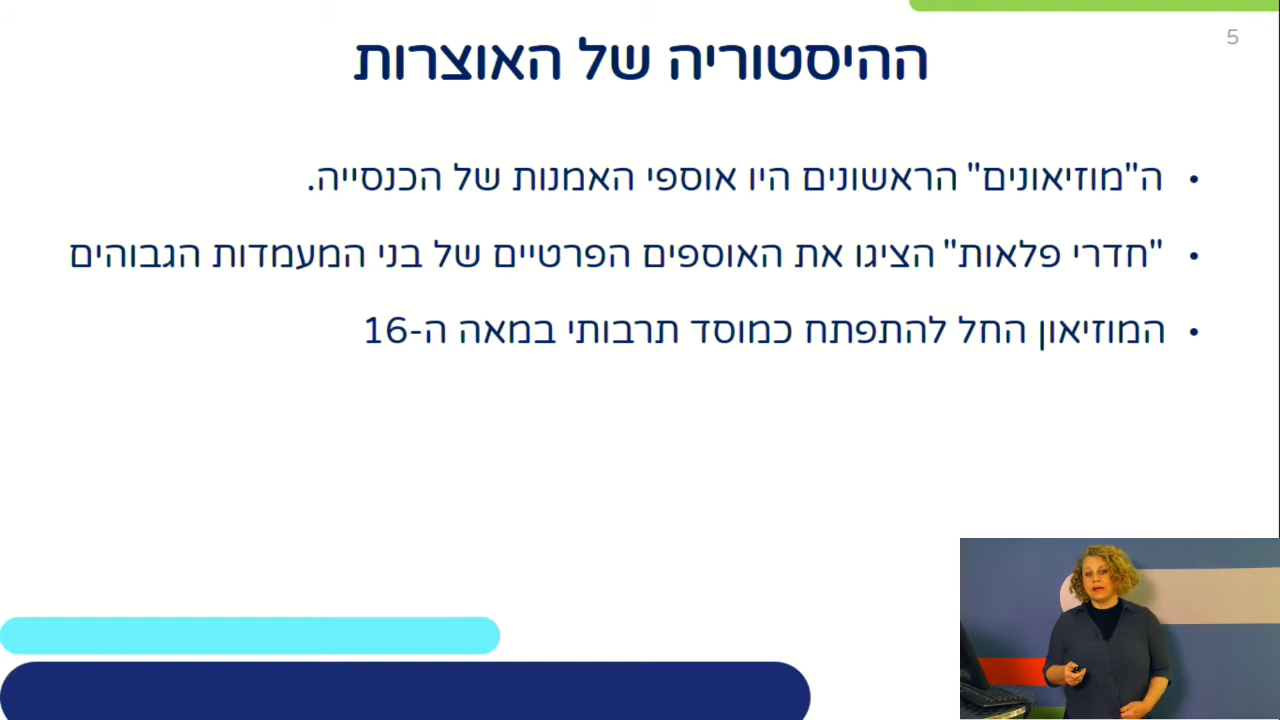 5
ההיסטוריה של האוצרות
• ה"מוזיאונים" הראשונים היו אוספי האמנות של הכנסייה.
• "חדרי פלאות" הציגו את האוספים הפרטיים של בני המעמדות הגבוהים
• המוזיאון החל להתפתח כמוסד תרבותי במאה ה-16